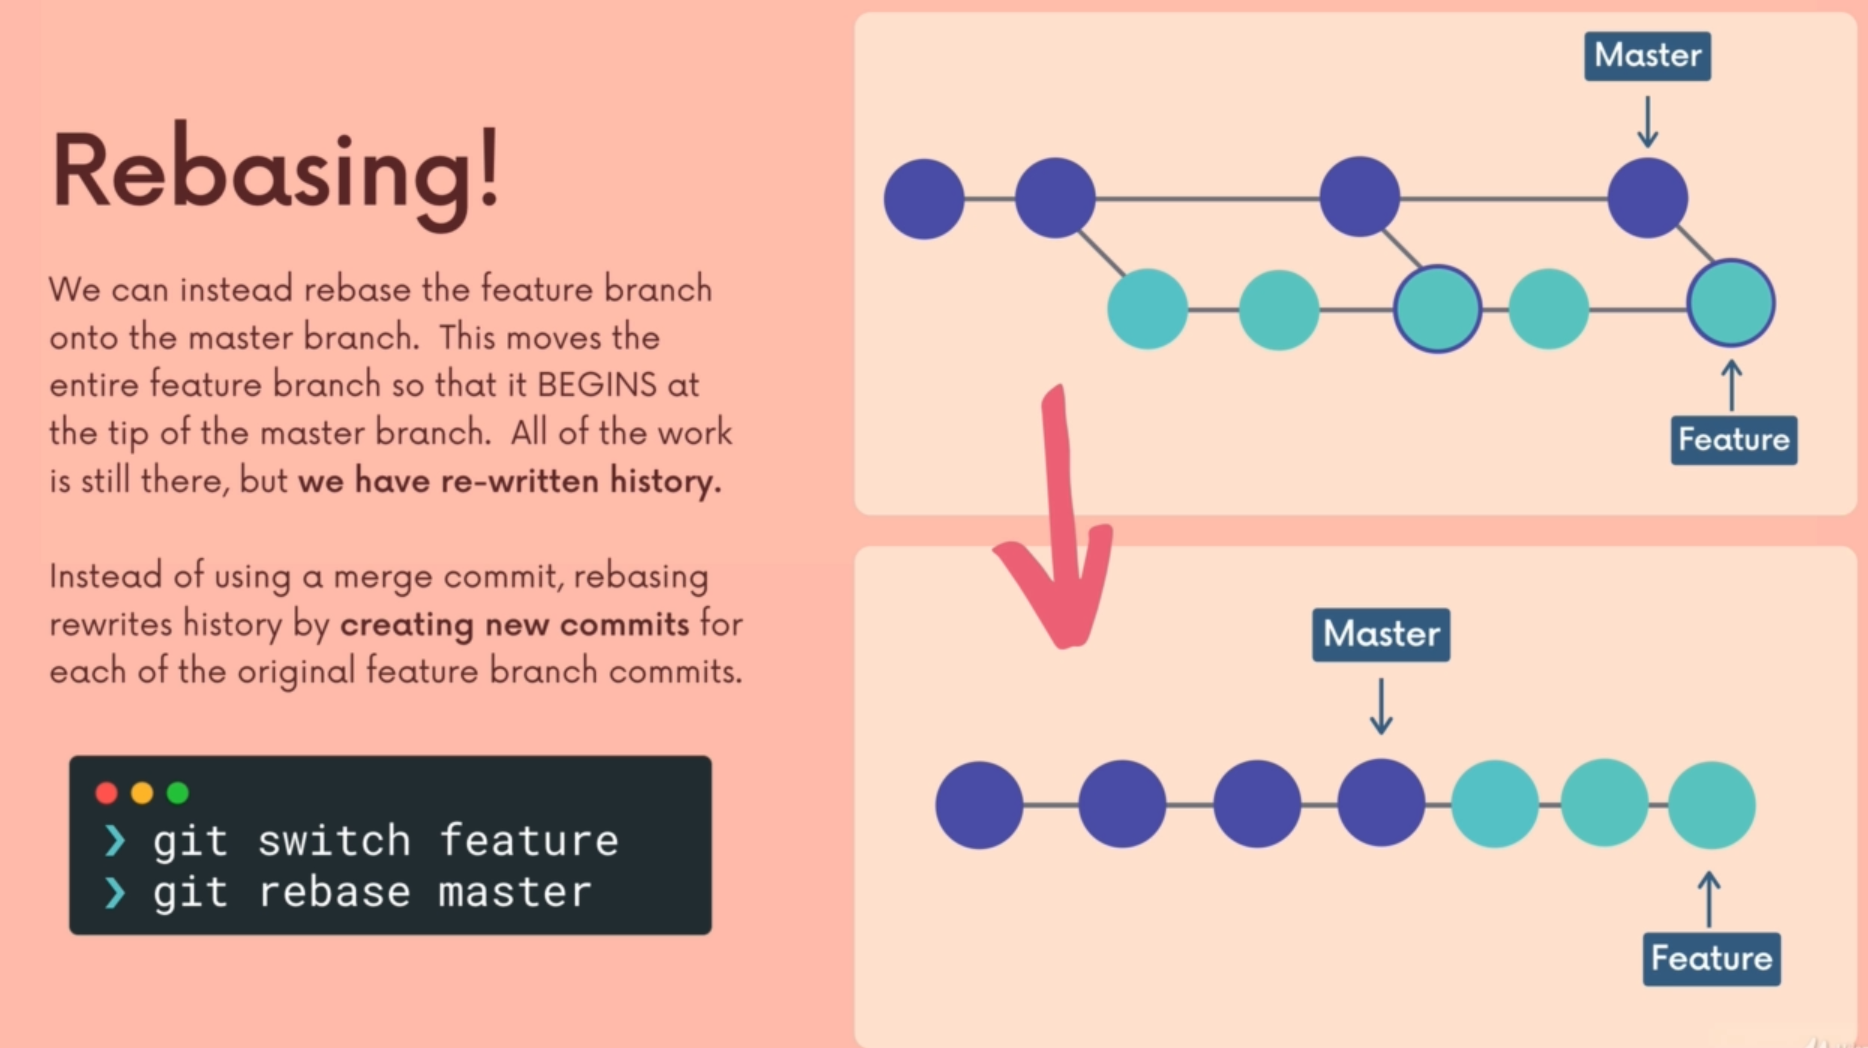 Rebasing!
We can instead rebase the feature branch
onto the master branch.  This moves the
entire feature branch so that it BEGINS at
the tip of the master branch.  All of the work
is still there, but we have re-written history.
Instead of using a merge commit, rebasing
rewrites history by creating new commits for
each of the original feature branch commits.
❯ git switch feature
❯ git rebase master
Master
Feature
Master
Feature